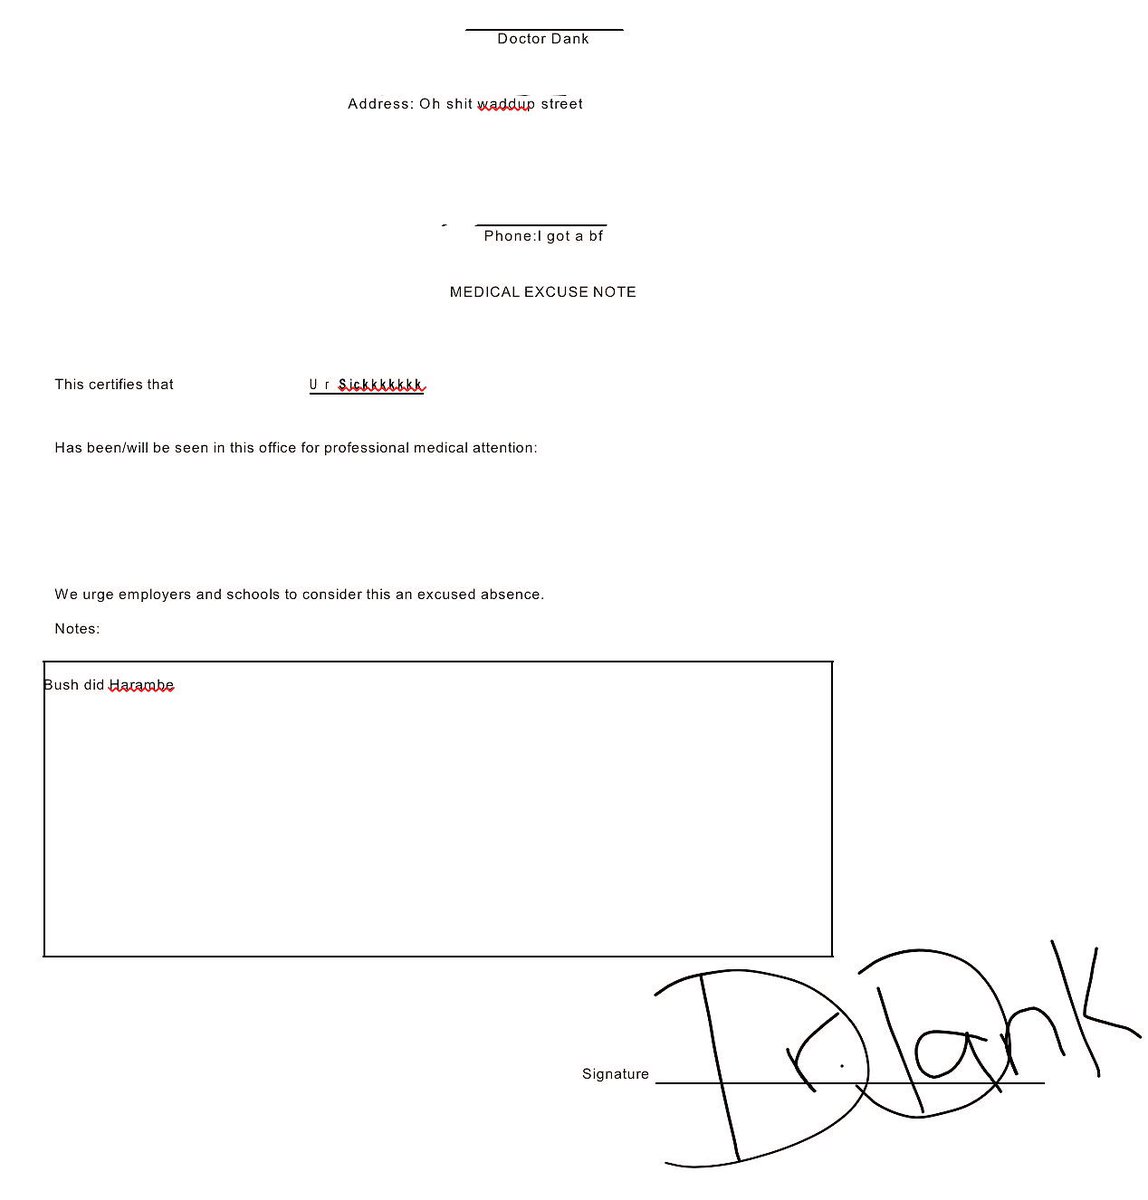 Doctor Dank
Address: Oh shit waddup street
Phone:I got a bf
MEDICAL EXCUSE NOTE
This certifies that U r Sickkkkkkk
Has been/will be seen in this office for professional medical attention:
We urge employers and schools to consider this an excused absence.
Notes:
Bush did Harambe
Signature Dr. Dank